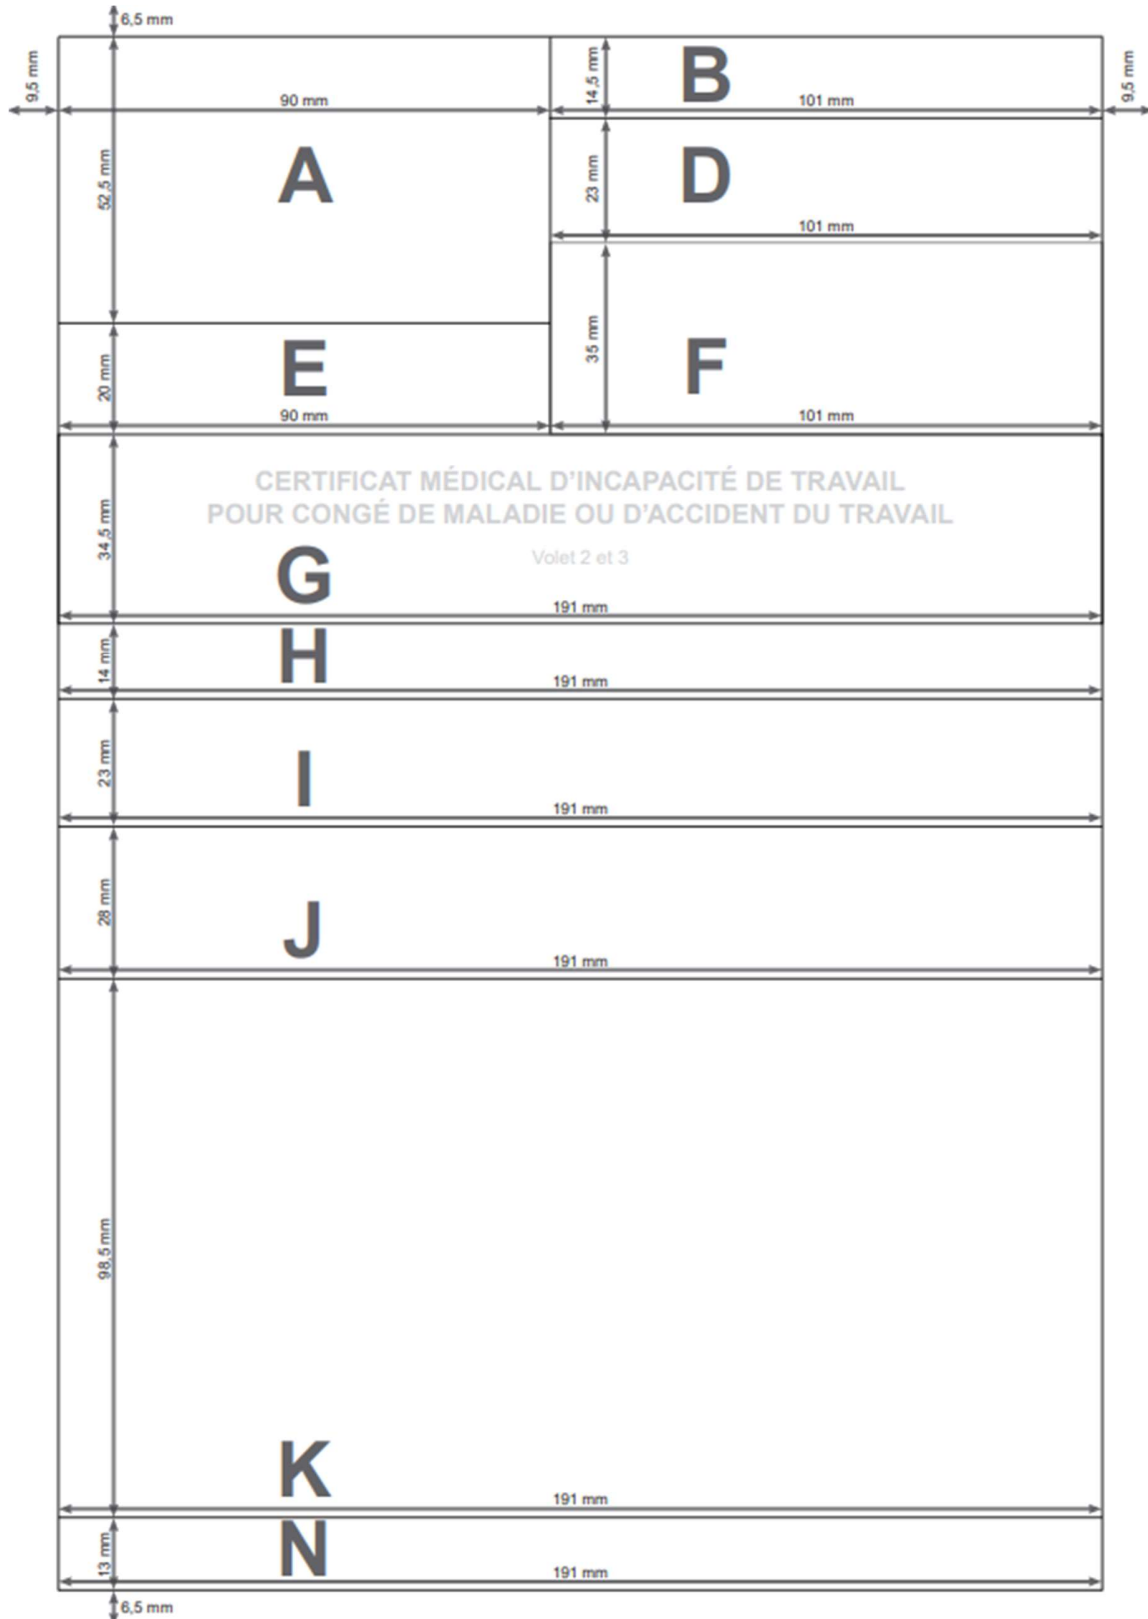 6,5 mm
9,5 mm
90 mm
14,5 mm
B
101 mm
9,5 mm
52,5 mm
A
23 mm
D
101 mm
20 mm
E
90 mm
35 mm
F
101 mm
34,5 mm
CERTIFICAT MÉDICAL D'INCAPACITÉ DE TRAVAIL
POUR CONGÉ DE MALADIE OU D'ACCIDENT DU TRAVAIL
Volet 2 et 3
G
191 mm
14 mm
H
191 mm
23 mm
I
191 mm
28 mm
J
191 mm
98,5 mm
K
191 mm
13 mm
N
191 mm
6,5 mm